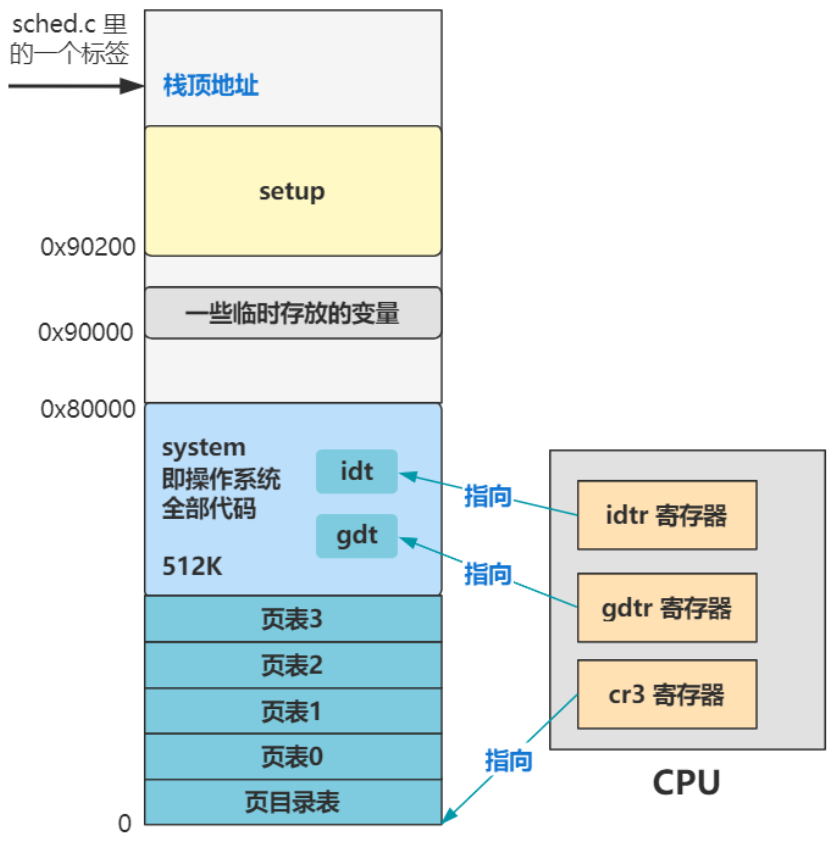 sched.c 里
的一个标签
栈顶地址
setup
0x90200
一些临时存放的变量
0x90000
0x80000
system
即操作系统
全部代码
512K
idt
gdt
指向
指向
idtr 寄存器
gdtr 寄存器
cr3 寄存器
指向
CPU
页表3
页表2
页表1
页表0
页目录表
0